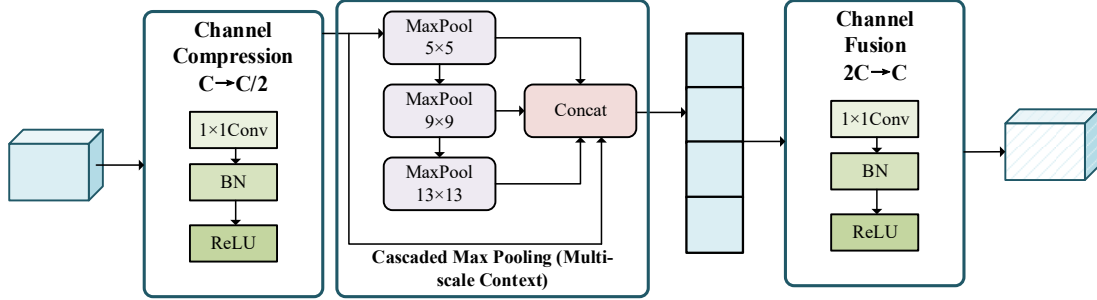 Channel
Compression
C→C/2
1×1Conv
BN
ReLU
MaxPool
5×5
MaxPool
9×9
MaxPool
13×13
Concat
Cascaded Max Pooling (Multi-
scale Context)
Channel
Fusion
2C→C
1×1Conv
BN
ReLU